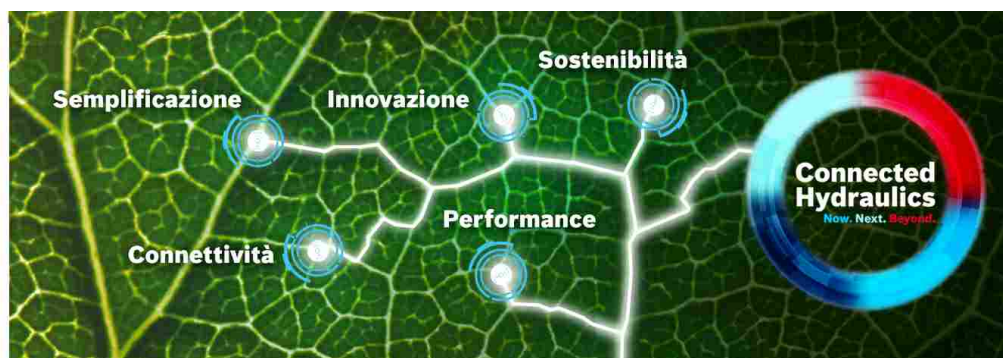 Sostenibilità
Semplificazione
Innovazione
Connected
Hydraulics
Now. Next. Beyond.
Performance
Connettività